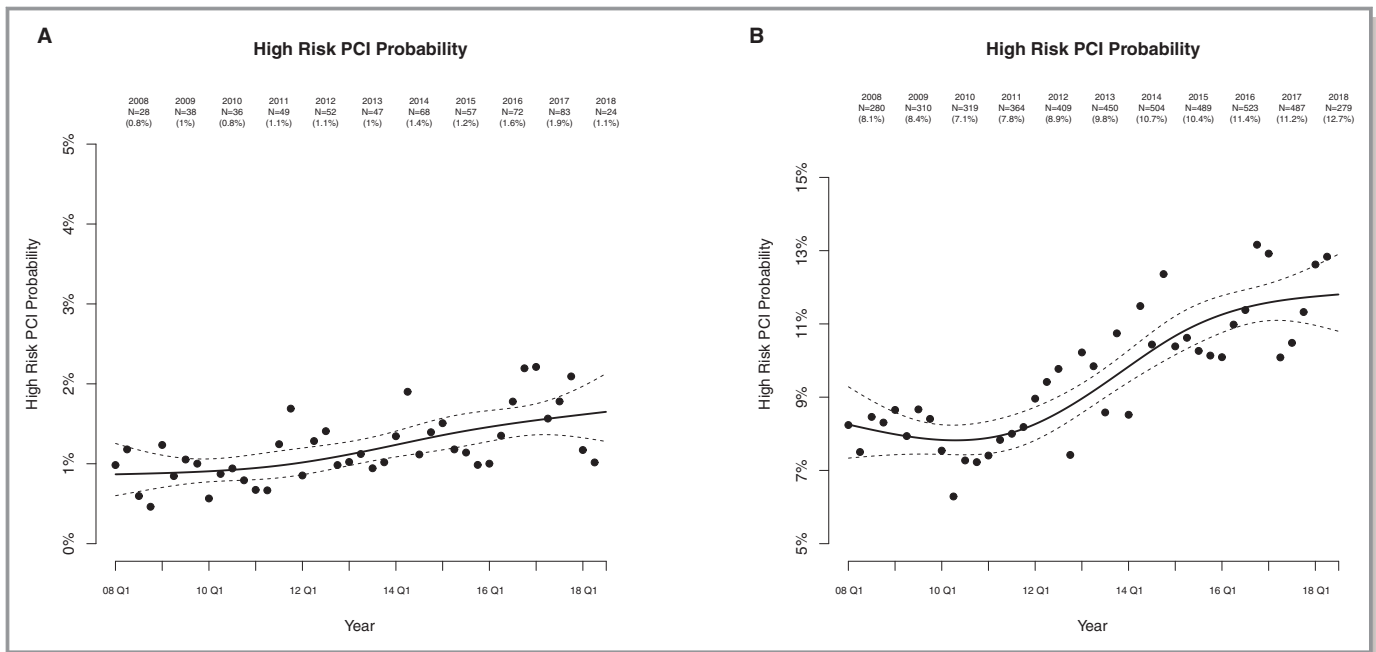 A
High Risk PCI Probability
2008 2009 2010 2011 2012 2013 2014 2015 2016 2017 2018
N=28 N=38 N=36 N=49 N=52 N=47 N=68 N=57 N=72 N=83 N=24
(0.8%) (1%) (0.8%) (1.1%) (1.1%) (1%) (1.4%) (1.2%) (1.6%) (1.9%) (1.1%)
5%
4%
3%
2%
1%
0%
High Risk PCI Probability
08 Q1 10 Q1 12 Q1 14 Q1 16 Q1 18 Q1
Year
B
High Risk PCI Probability
2008 2009 2010 2011 2012 2013 2014 2015 2016 2017 2018
N=280 N=310 N=319 N=364 N=409 N=450 N=504 N=489 N=523 N=487 N=279
(8.1%) (8.4%) (7.1%) (7.8%) (8.9%) (9.8%) (10.7%) (10.4%) (11.4%) (11.2%) (12.7%)
15%
13%
11%
9%
7%
5%
High Risk PCI Probability
08 Q1 10 Q1 12 Q1 14 Q1 16 Q1 18 Q1
Year